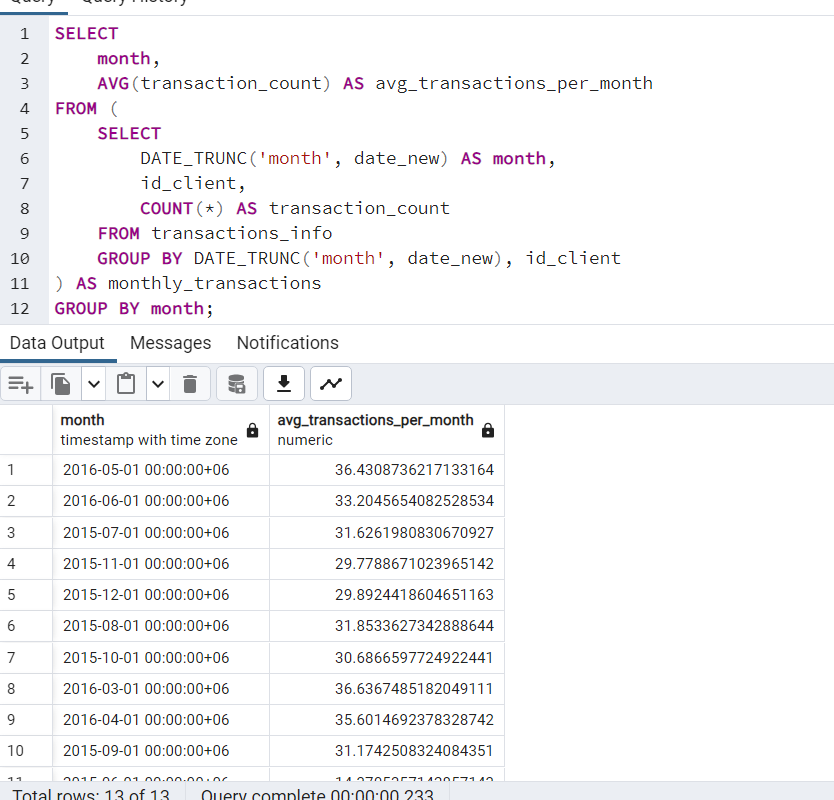 Query Query History
1 SELECT
2 month,
3 AVG(transaction_count) AS avg_transactions_per_month
4 FROM (
5 SELECT
6 DATE_TRUNC('month', date_new) AS month,
7 id_client,
8 COUNT(*) AS transaction_count
9 FROM transactions_info
10 GROUP BY DATE_TRUNC('month', date_new), id_client
11 ) AS monthly_transactions
12 GROUP BY month;
Data Output Messages Notifications
month avg_transactions_per_month
timestamp with time zone numeric
1 2016-05-01 00:00:00+06 36.4308736217133164
2 2016-06-01 00:00:00+06 33.2045654082528534
3 2015-07-01 00:00:00+06 31.6261980830670927
4 2015-11-01 00:00:00+06 29.7788671023965142
5 2015-12-01 00:00:00+06 29.8924418604651163
6 2015-08-01 00:00:00+06 31.8533627342888644
7 2015-10-01 00:00:00+06 30.6866597724922441
8 2016-03-01 00:00:00+06 36.6367485182049111
9 2016-04-01 00:00:00+06 35.6014692378328742
10 2015-09-01 00:00:00+06 31.1742508324084351
11 2015-06-01 00:00:00+06
Total rows: 13 of 13 Query complete 00:00:00.233